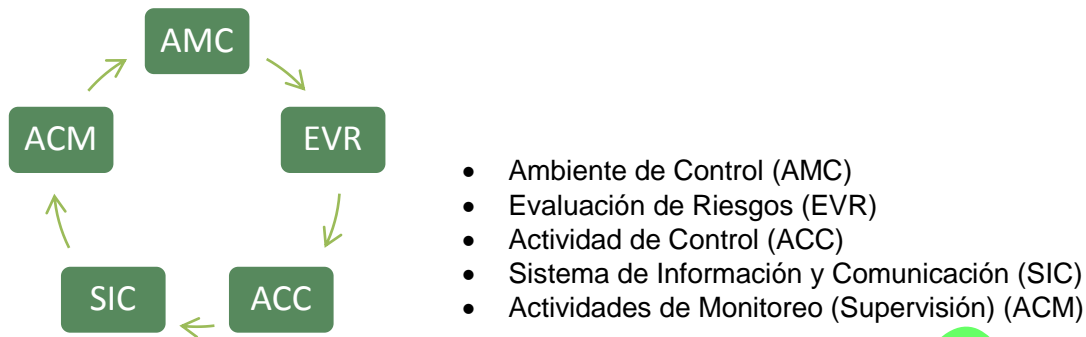 AMC
ACM
EVR
SIC
ACC
• Ambiente de Control (AMC)
• Evaluación de Riesgos (EVR)
• Actividad de Control (ACC)
• Sistema de Información y Comunicación (SIC)
• Actividades de Monitoreo (Supervisión) (ACM)